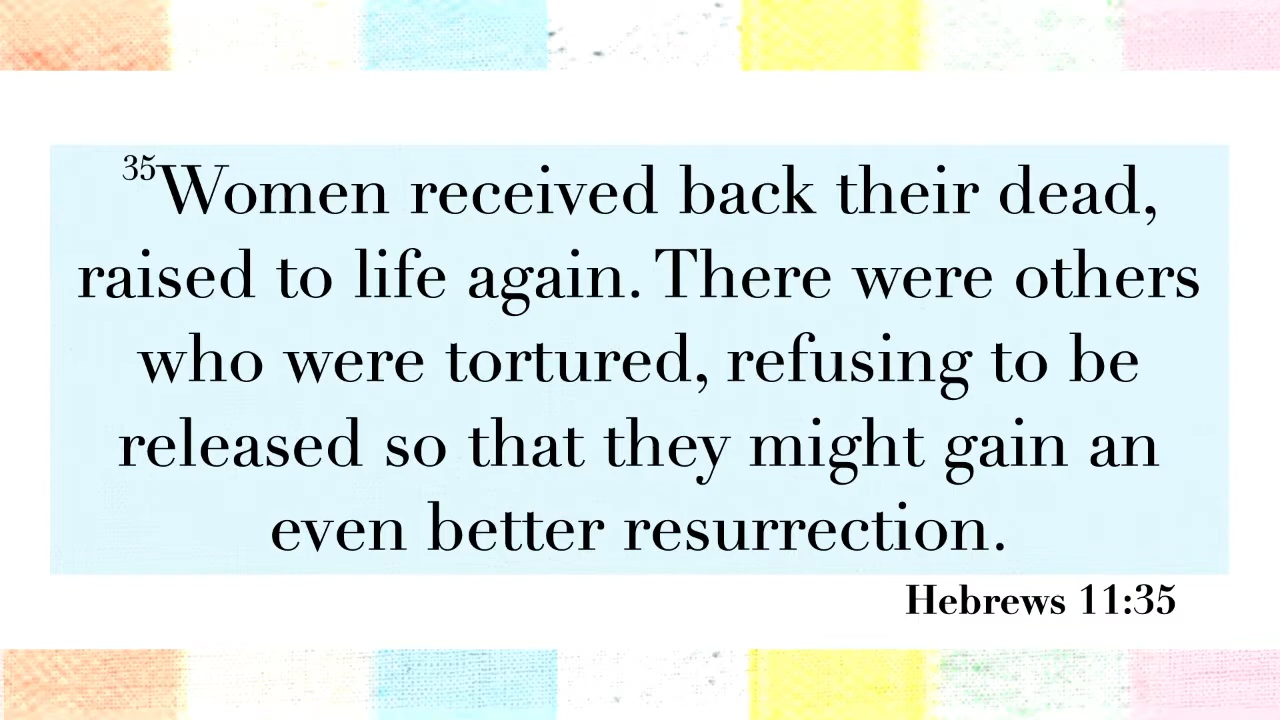 35Women received back their dead,
raised to life again. There were others
who were tortured, refusing to be
released so that they might gain an
even better resurrection.
Hebrews 11:35